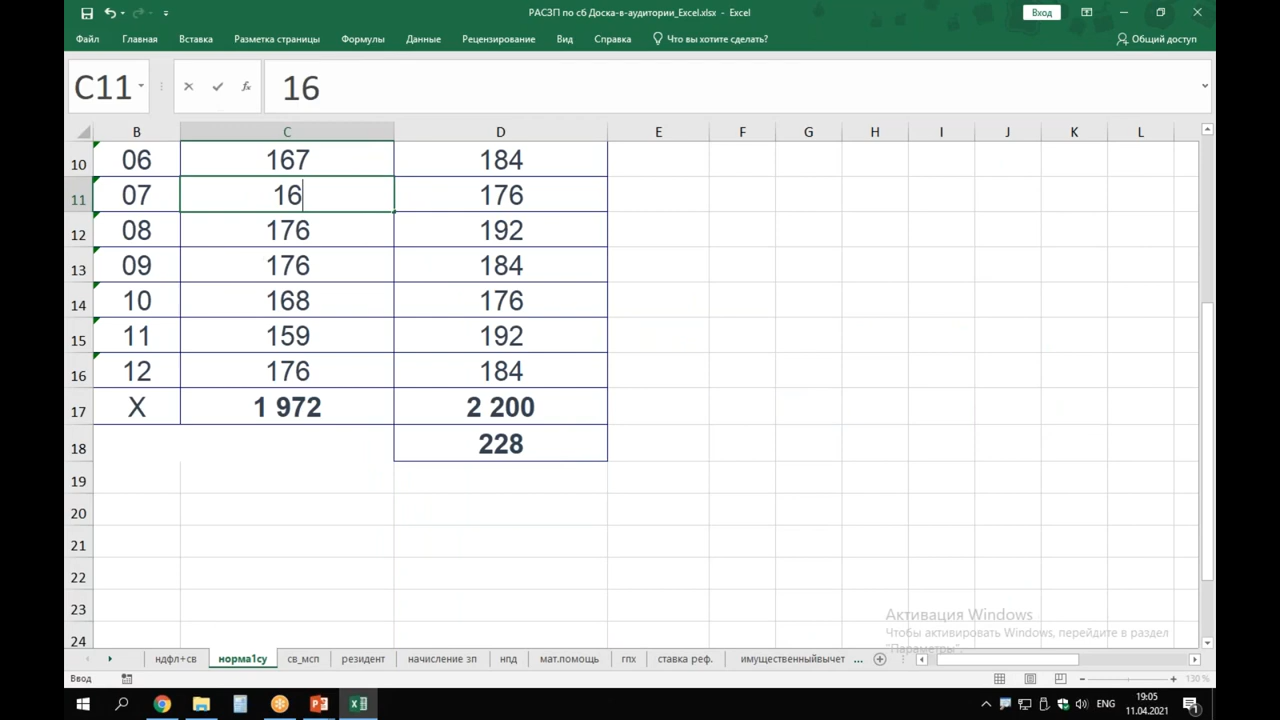 РАСЗП по сб Доска-в-аудитории_Excel.xlsx - Excel
Вход
Файл Главная Вставка Разметка страницы Формулы Данные Рецензирование Вид Справка Что вы хотите сделать? Общий доступ
C11 fx 16
B C D E F G H I J K L
10 06 167 184
11 07 16 176
12 08 176 192
13 09 176 184
14 10 168 176
15 11 159 192
16 12 176 184
17 X 1 972 2 200
18 228
19
20
21
22
23
24
Активация Windows
Чтобы активировать Windows, перейдите в раздел
"Параметры".
ндфл+св норма1су св_мсп резидент начисление зп нпд мат.помощь гпх ставка реф. имущественныйвычет ...
Ввод 130 %
ENG 19:05
11.04.2021